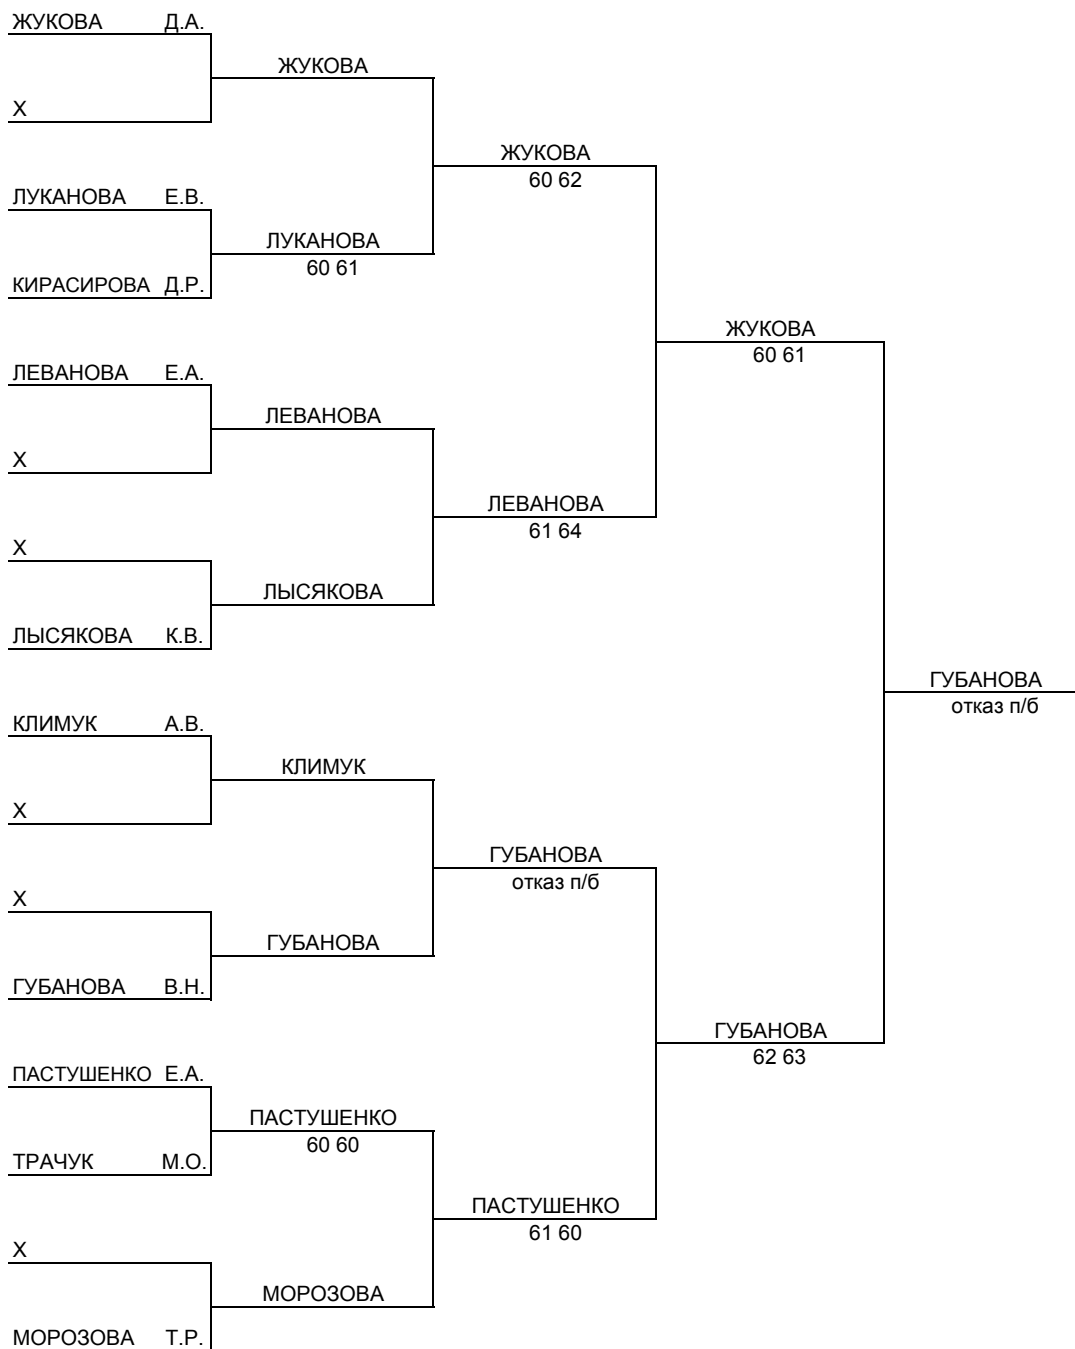 ЖУКОВА Д.А.
ЖУКОВА
Х
ЖУКОВА
60 62
ЛУКАНОВА Е.В.
ЛУКАНОВА
60 61
КИРАСИРОВА Д.Р.
ЖУКОВА
60 61
ЛЕВАНОВА Е.А.
ЛЕВАНОВА
Х
ЛЕВАНОВА
61 64
Х
ЛЫСЯКОВА
ЛЫСЯКОВА К.В.
ГУБАНОВА
отказ п/б
КЛИМУК А.В.
КЛИМУК
Х
ГУБАНОВА
отказ п/б
Х
ГУБАНОВА
ГУБАНОВА В.Н.
ГУБАНОВА
62 63
ПАСТУШЕНКО Е.А.
ПАСТУШЕНКО
60 60
ТРАЧУК М.О.
ПАСТУШЕНКО
61 60
Х
МОРОЗОВА
МОРОЗОВА Т.Р.